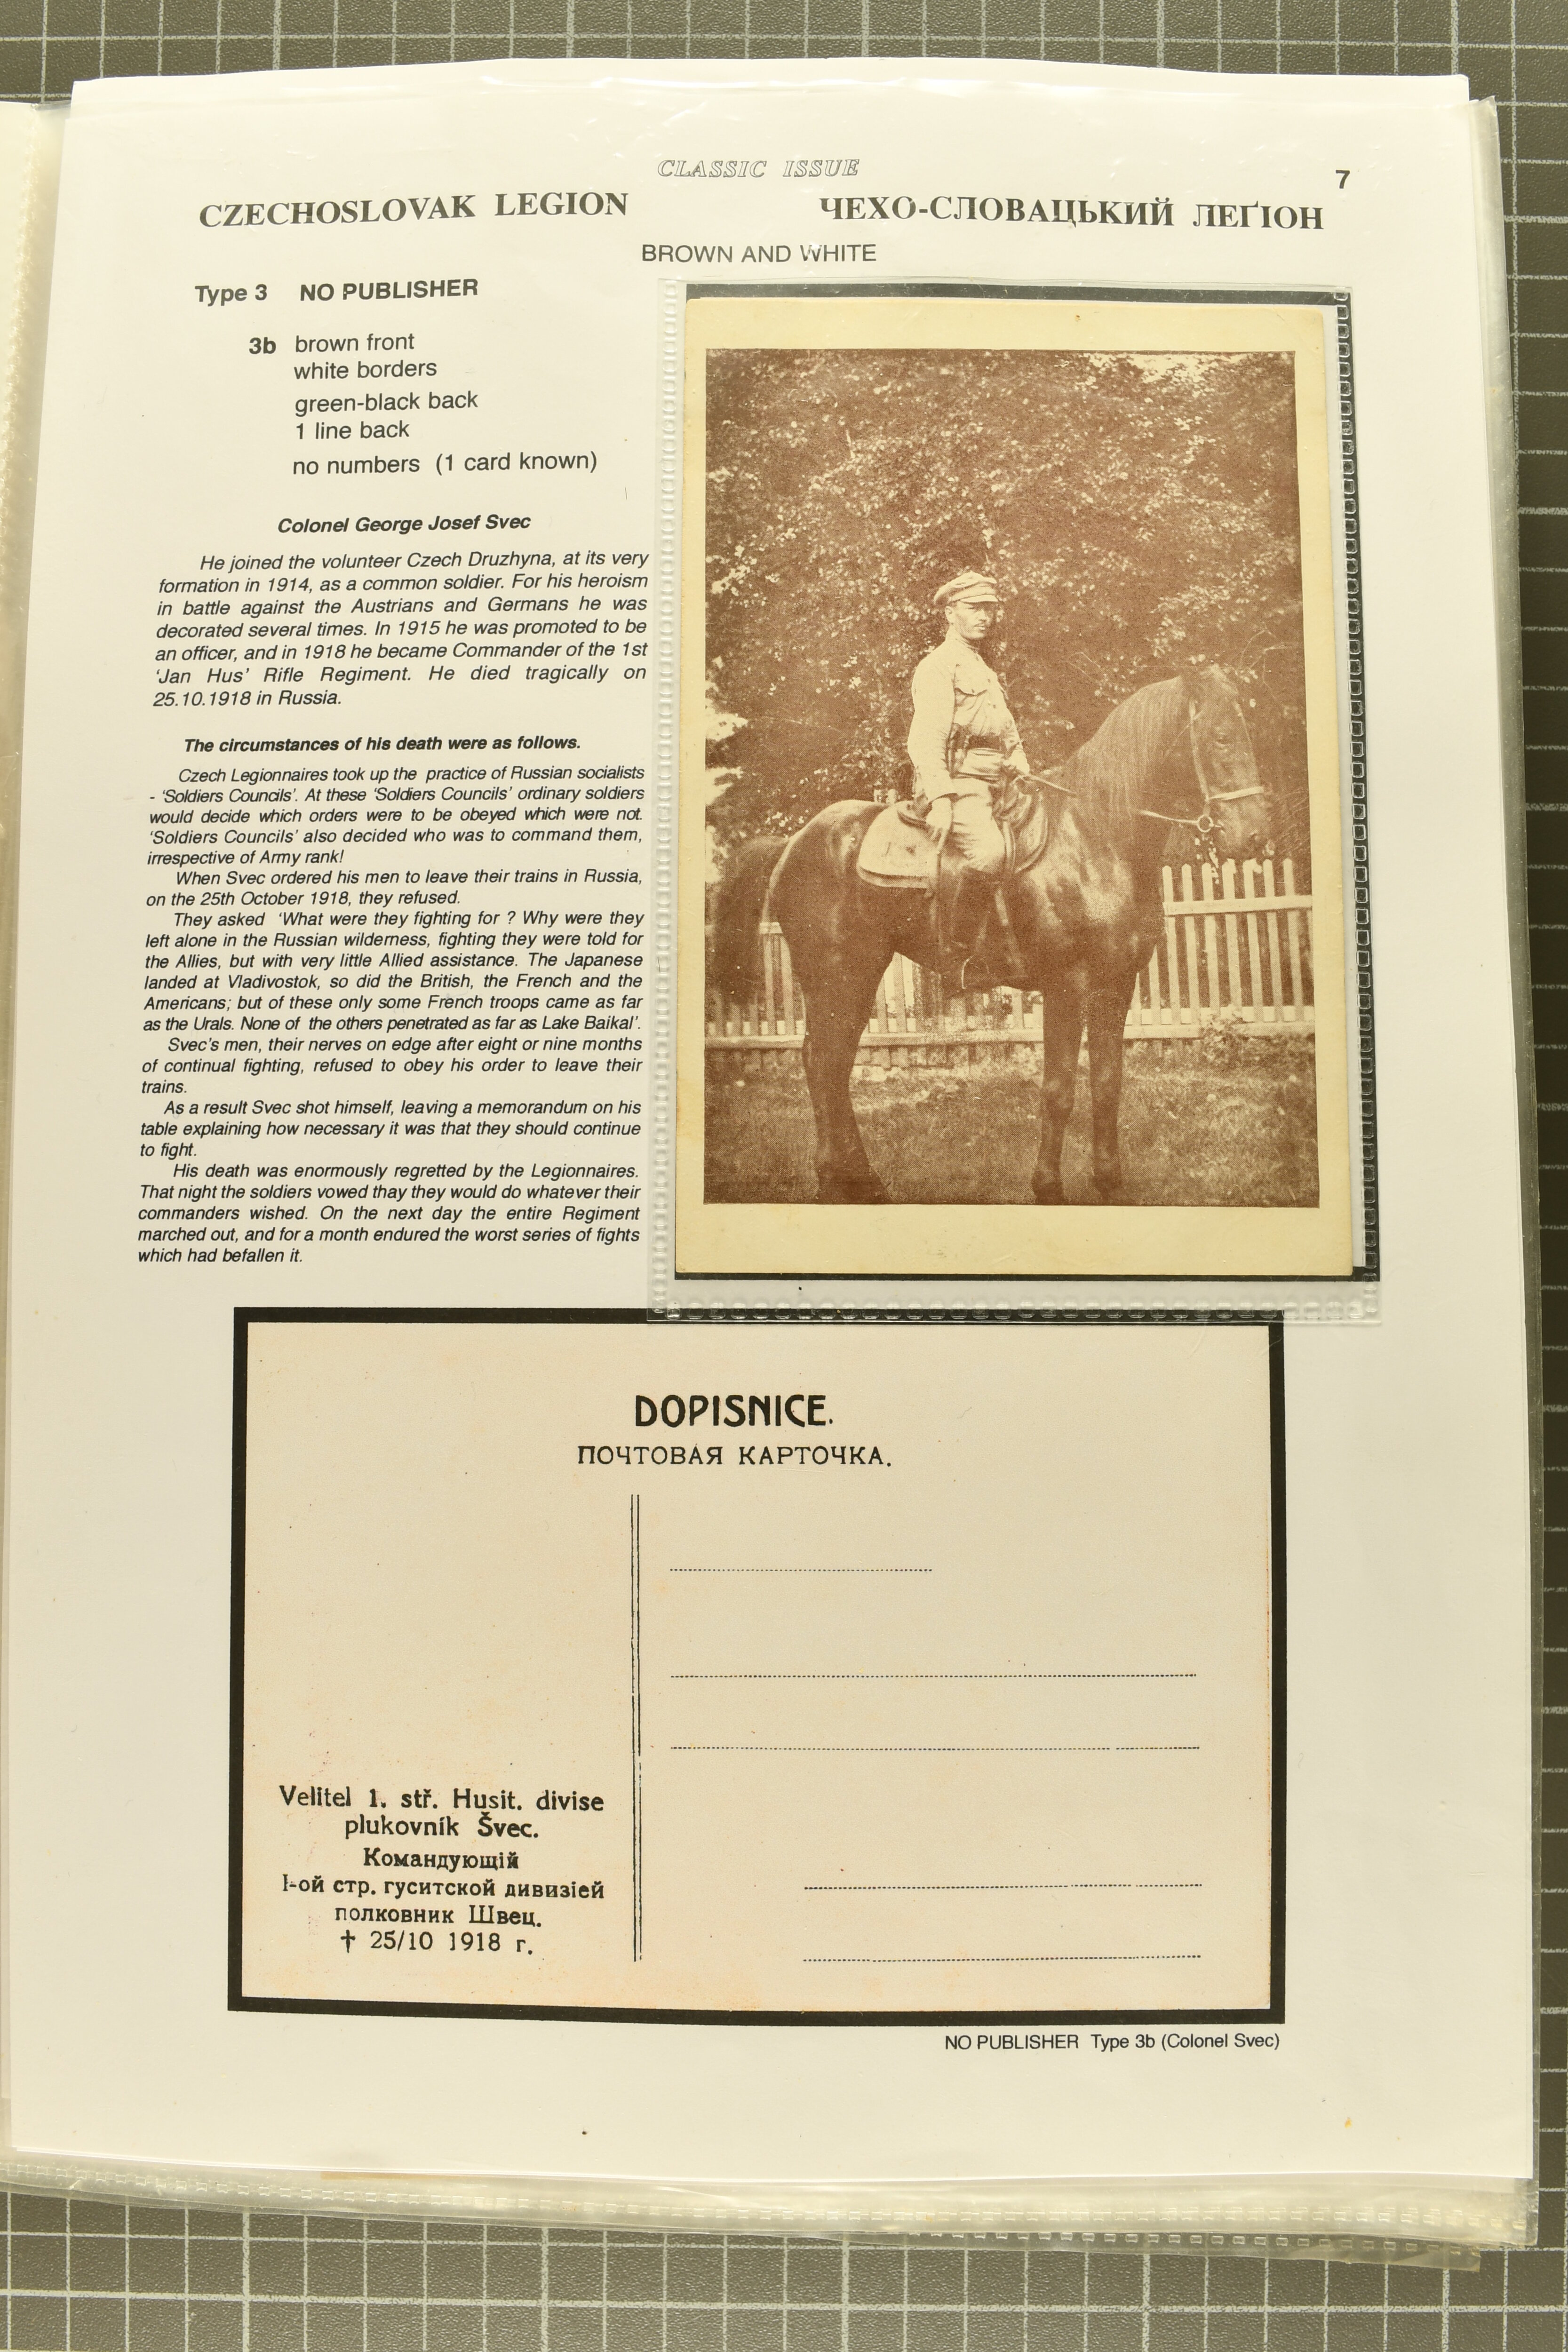 CLASSIC ISSUE
7
CZECHOSLOVAK LEGION
ЧЕХО-СЛОВАЦЬКИЙ ЛЕҐІОН
BROWN AND WHITE
Type 3 NO PUBLISHER
3b brown front
white borders
green-black back
1 line back
no numbers (1 card known)
Colonel George Josef Svec
He joined the volunteer Czech Druzhyna, at its very
formation in 1914, as a common soldier. For his heroism
in battle against the Austrians and Germans he was
decorated several times. In 1915 he was promoted to be
an officer, and in 1918 he became Commander of the 1st
'Jan Hus' Rifle Regiment. He died tragically on
25.10.1918 in Russia.
The circumstances of his death were as follows.
Czech Legionnaires took up the practice of Russian socialists
- 'Soldiers Councils'. At these 'Soldiers Councils' ordinary soldiers
would decide which orders were to be obeyed which were not.
'Soldiers Councils' also decided who was to command them,
irrespective of Army rank!
When Svec ordered his men to leave their trains in Russia,
on the 25th October 1918, they refused.
They asked 'What were they fighting for ? Why were they
left alone in the Russian wilderness, fighting they were told for
the Allies, but with very little Allied assistance. The Japanese
landed at Vladivostok, so did the British, the French and the
Americans; but of these only some French troops came as far
as the Urals. None of the others penetrated as far as Lake Baikal'.
Svec's men, their nerves on edge after eight or nine months
of continual fighting, refused to obey his order to leave their
trains.
As a result Svec shot himself, leaving a memorandum on his
table explaining how necessary it was that they should continue
to fight.
His death was enormously regretted by the Legionnaires.
That night the soldiers vowed thay they would do whatever their
commanders wished. On the next day the entire Regiment
marched out, and for a month endured the worst series of fights
which had befallen it.
DOPISNICE.
ПОЧТОВАЯ КАРТОЧКА.
Velitel 1. stř. Husit. divise
plukovník Švec.
Командующій
I-ой стр. гуситской дивизіей
полковник Швец.
† 25/10 1918 г.
NO PUBLISHER Type 3b (Colonel Svec)